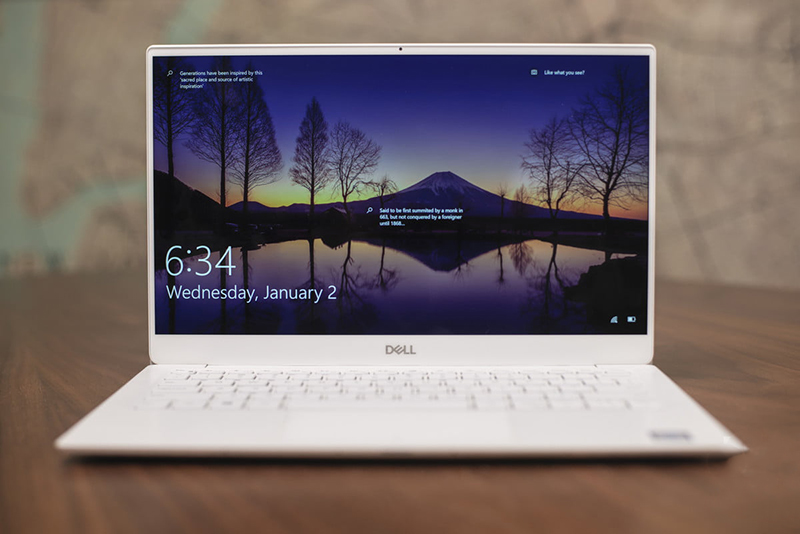 Generations have been inspired by this
'sacred place and source of artistic
inspiration'
Like what you see?
Said to be first summited by a monk in
663, but not conquered by a foreigner
until 1868...
6:34
Wednesday, January 2
DELL